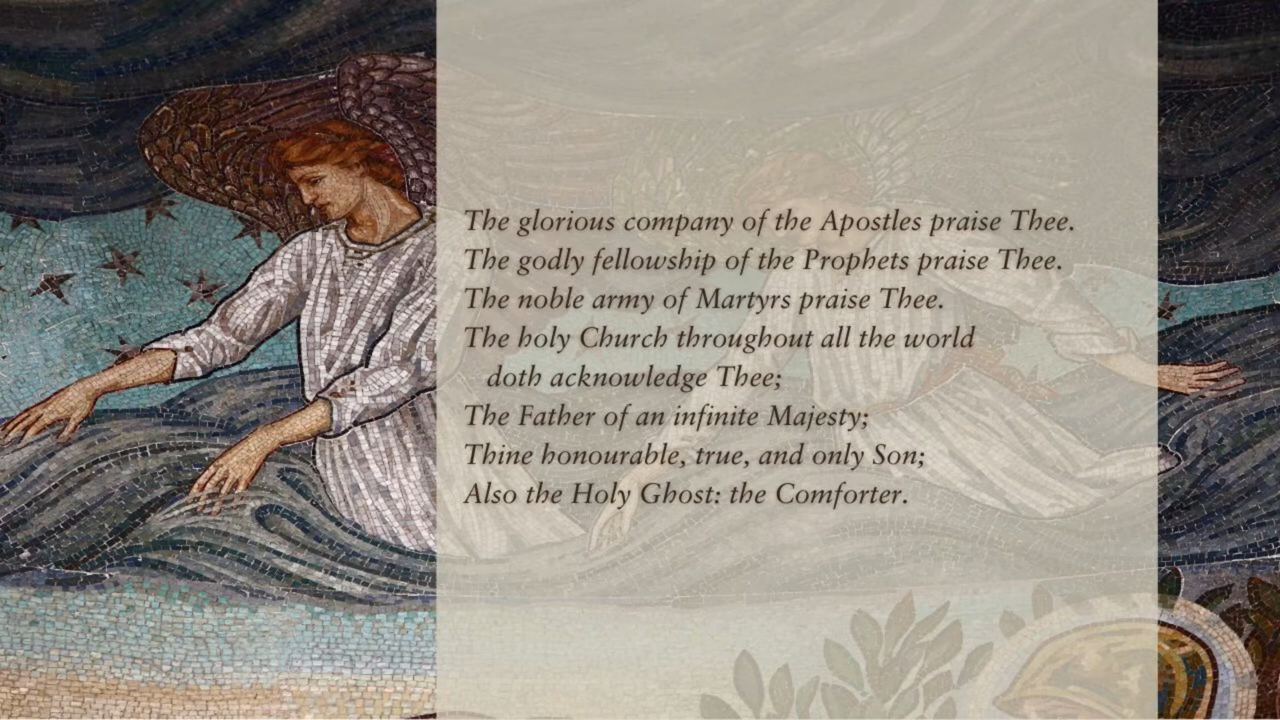 The glorious company of the Apostles praise Thee.
The godly fellowship of the Prophets praise Thee.
The noble army of Martyrs praise Thee.
The holy Church throughout all the world
doth acknowledge Thee;
The Father of an infinite Majesty;
Thine honourable, true, and only Son;
Also the Holy Ghost: the Comforter.